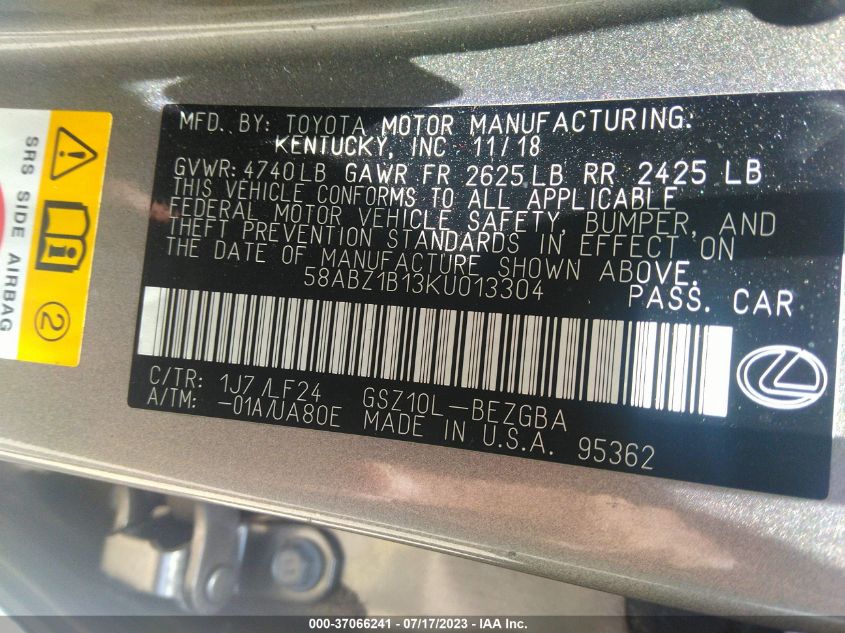 SRS SIDE AIRBAG
2
MFD. BY: TOYOTA MOTOR MANUFACTURING.
KENTUCKY, INC 11/18
GVWR: 4740LB GAWR FR 2625LB RR 2425 LB
THIS VEHICLE CONFORMS TO ALL APPLICABLE
FEDERAL MOTOR VEHICLE SAFETY, BUMPER, AND
THEFT PREVENTION STANDARDS IN EFFECT ON
THE DATE OF MANUFACTURE SHOWN ABOVE.
58ABZ1B13KU013304 PASS. CAR
C/TR: 1J7/LF24 GSZ10L-BEZGBA
A/TM: -01A/UA80E MADE IN U.S.A. 95362
000-37066241 - 07/17/2023 - IAA Inc.